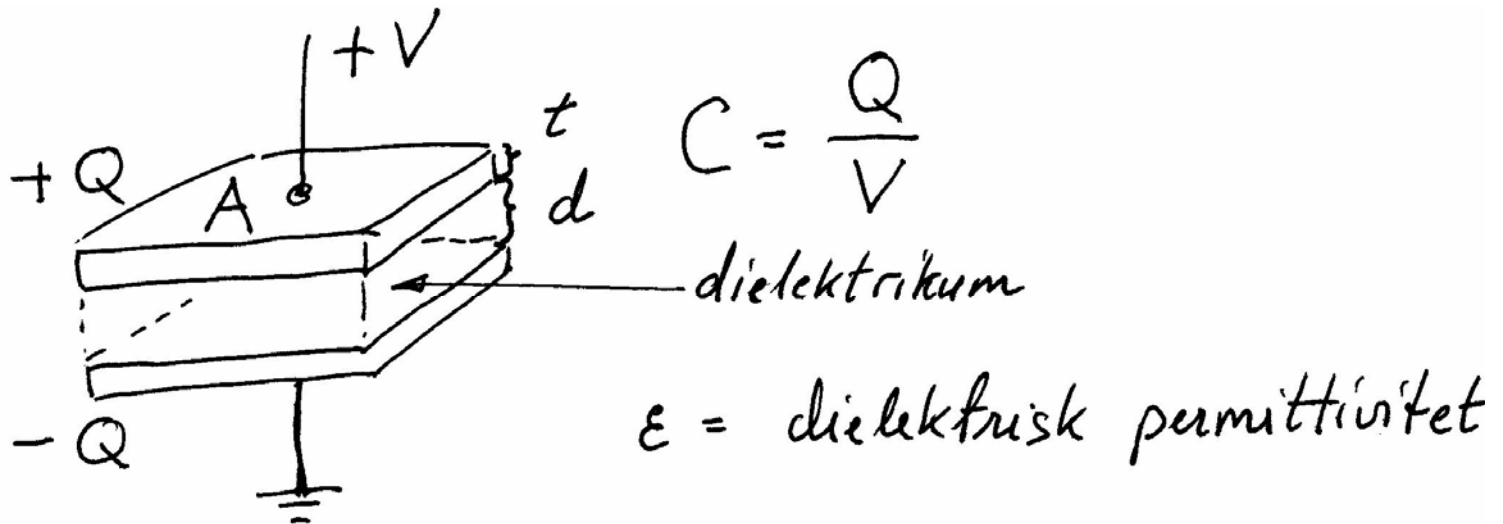 + V
+ Q
A
t
d
C = Q / V
dielektrikum
ε = dielektrisk permittivitet
- Q